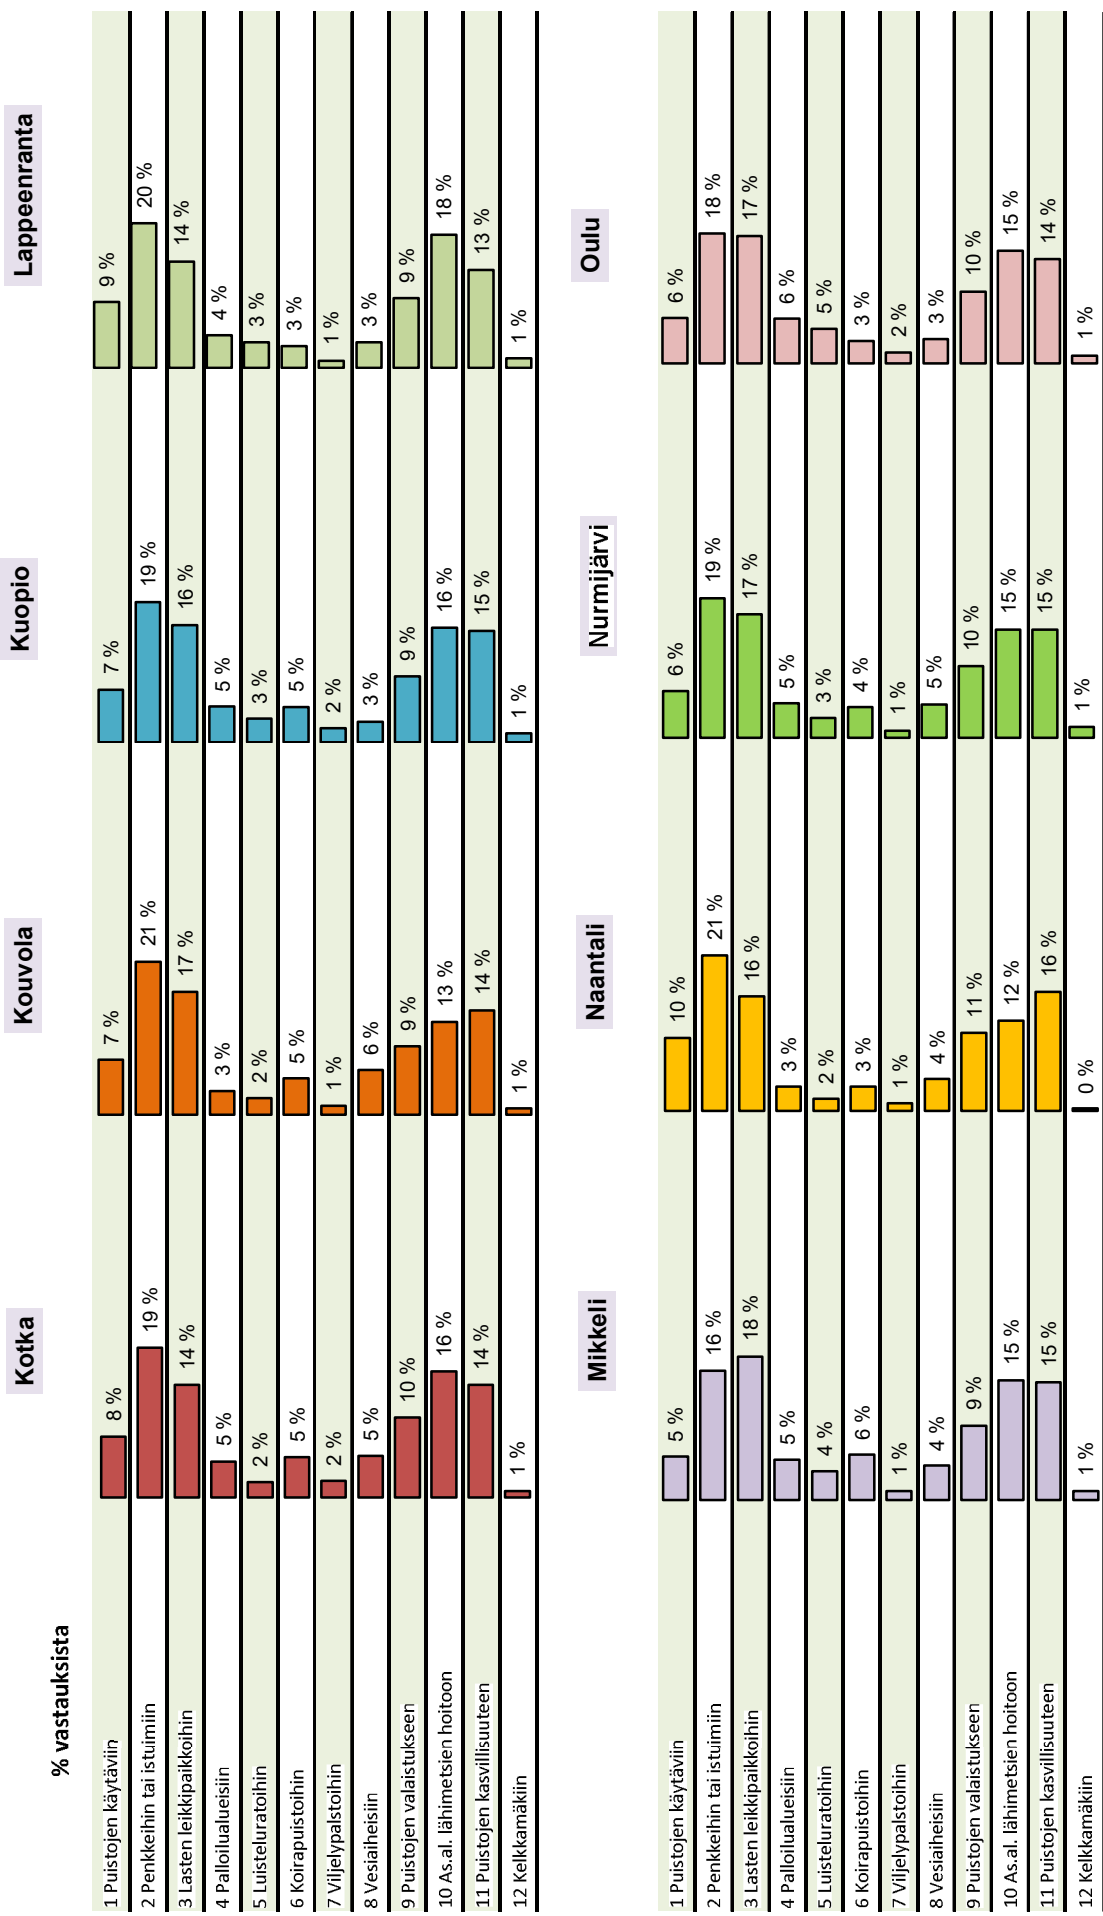 Kotka
Kouvola
Kuopio
Lappeenranta
% vastauksista
1 Puistojen käytäviin 8 % 7 % 7 % 9 %
2 Penkkeihin tai istuimiin 19 % 21 % 19 % 20 %
3 Lasten leikkipaikkoihin 14 % 17 % 16 % 14 %
4 Palloilualueisiin 5 % 3 % 5 % 4 %
5 Luisteluratoihin 2 % 2 % 3 % 3 %
6 Koirapuistoihin 5 % 5 % 5 % 3 %
7 Viljelypalstoihin 2 % 1 % 2 % 1 %
8 Vesiaiheisiin 5 % 6 % 3 % 3 %
9 Puistojen valaistukseen 10 % 9 % 9 % 9 %
10 As.al. lähimetsien hoitoon 16 % 13 % 16 % 18 %
11 Puistojen kasvillisuuteen 14 % 14 % 15 % 13 %
12 Kelkkamäkiin 1 % 1 % 1 % 1 %
Mikkeli
Naantali
Nurmijärvi
Oulu
1 Puistojen käytäviin 5 % 10 % 6 % 6 %
2 Penkkeihin tai istuimiin 16 % 21 % 19 % 18 %
3 Lasten leikkipaikkoihin 18 % 16 % 17 % 17 %
4 Palloilualueisiin 5 % 3 % 5 % 6 %
5 Luisteluratoihin 4 % 2 % 3 % 5 %
6 Koirapuistoihin 6 % 3 % 4 % 3 %
7 Viljelypalstoihin 1 % 1 % 1 % 2 %
8 Vesiaiheisiin 4 % 4 % 5 % 3 %
9 Puistojen valaistukseen 9 % 11 % 10 % 10 %
10 As.al. lähimetsien hoitoon 15 % 12 % 15 % 15 %
11 Puistojen kasvillisuuteen 15 % 16 % 15 % 14 %
12 Kelkkamäkiin 1 % 0 % 1 % 1 %